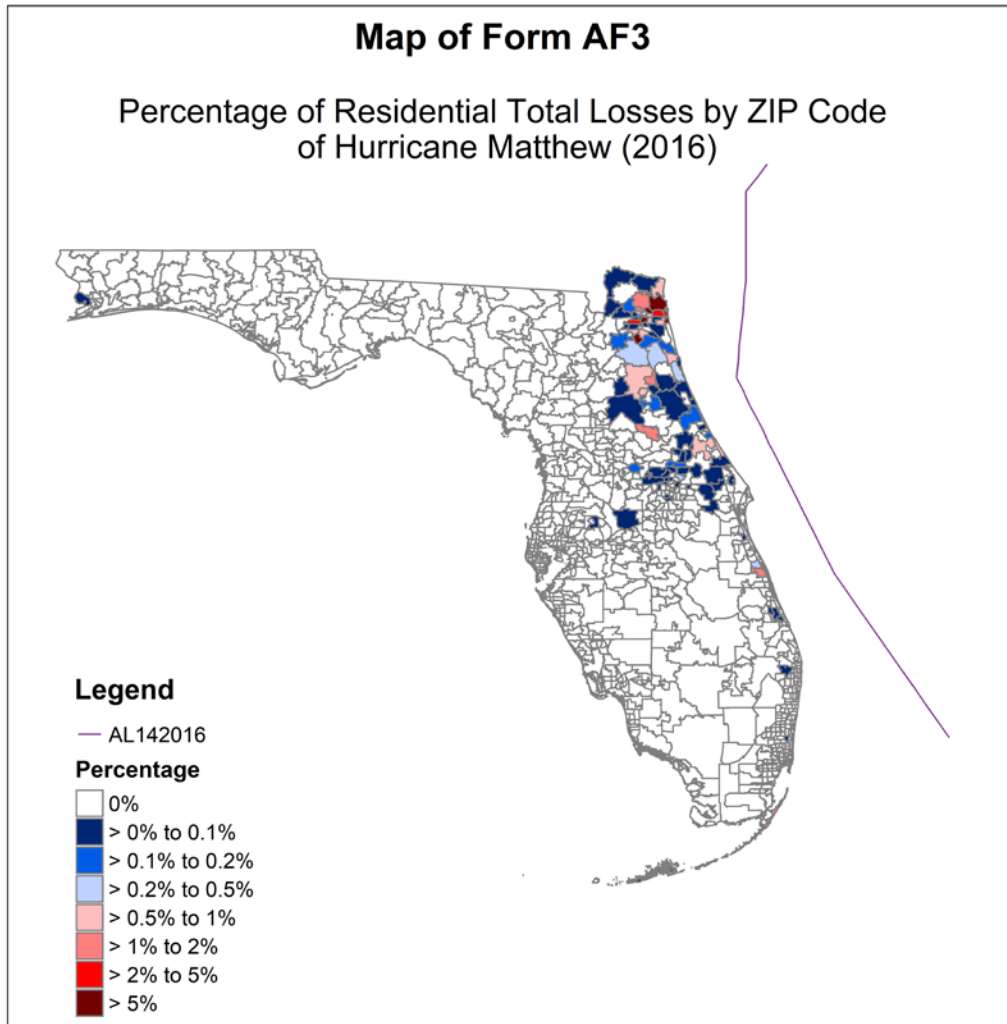 Map of Form AF3
Percentage of Residential Total Losses by ZIP Code
of Hurricane Matthew (2016)
Legend
AL142016
Percentage
0%
> 0% to 0.1%
> 0.1% to 0.2%
> 0.2% to 0.5%
> 0.5% to 1%
> 1% to 2%
> 2% to 5%
> 5%